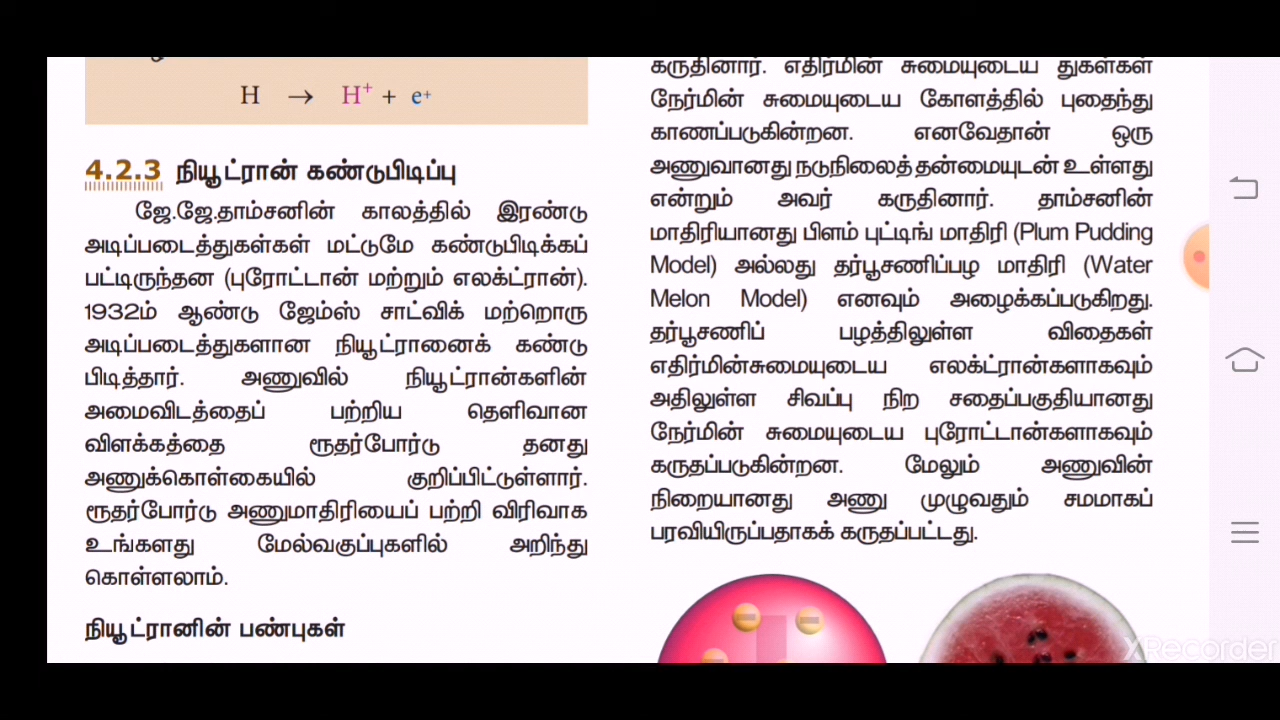 H → H⁺ + e⁺
4.2.3 நியூட்ரான் கண்டுபிடிப்பு
ஜே.ஜே.தாம்சனின் காலத்தில் இரண்டு
அடிப்படைத்துகள்கள் மட்டுமே கண்டுபிடிக்கப்
பட்டிருந்தன (புரோட்டான் மற்றும் எலக்ட்ரான்).
1932ம் ஆண்டு ஜேம்ஸ் சாட்விக் மற்றொரு
அடிப்படைத்துகளான நியூட்ரானைக் கண்டு
பிடித்தார். அணுவில் நியூட்ரான்களின்
அமைவிடத்தைப் பற்றிய தெளிவான
விளக்கத்தை ரூதர்போர்டு தனது
அணுக்கொள்கையில் குறிப்பிட்டுள்ளார்.
ரூதர்போர்டு அணுமாதிரியைப் பற்றி விரிவாக
உங்களது மேல்வகுப்புகளில் அறிந்து
கொள்ளலாம்.
நியூட்ரானின் பண்புகள்
கருதினார். எதிர்மின் சுமையுடைய துகள்கள்
நேர்மின் சுமையுடைய கோளத்தில் புதைந்து
காணப்படுகின்றன. எனவேதான் ஒரு
அணுவானது நடுநிலைத் தன்மையுடன் உள்ளது
என்றும் அவர் கருதினார். தாம்சனின்
மாதிரியானது பிளம் புட்டிங் மாதிரி (Plum Pudding
Model) அல்லது தர்பூசணிப்பழ மாதிரி (Water
Melon Model) எனவும் அழைக்கப்படுகிறது.
தர்பூசணிப் பழத்திலுள்ள விதைகள்
எதிர்மின்சுமையுடைய எலக்ட்ரான்களாகவும்
அதிலுள்ள சிவப்பு நிற சதைப்பகுதியானது
நேர்மின் சுமையுடைய புரோட்டான்களாகவும்
கருதப்படுகின்றன. மேலும் அணுவின்
நிறையானது அணு முழுவதும் சமமாகப்
பரவியிருப்பதாகக் கருதப்பட்டது.
XRecorder